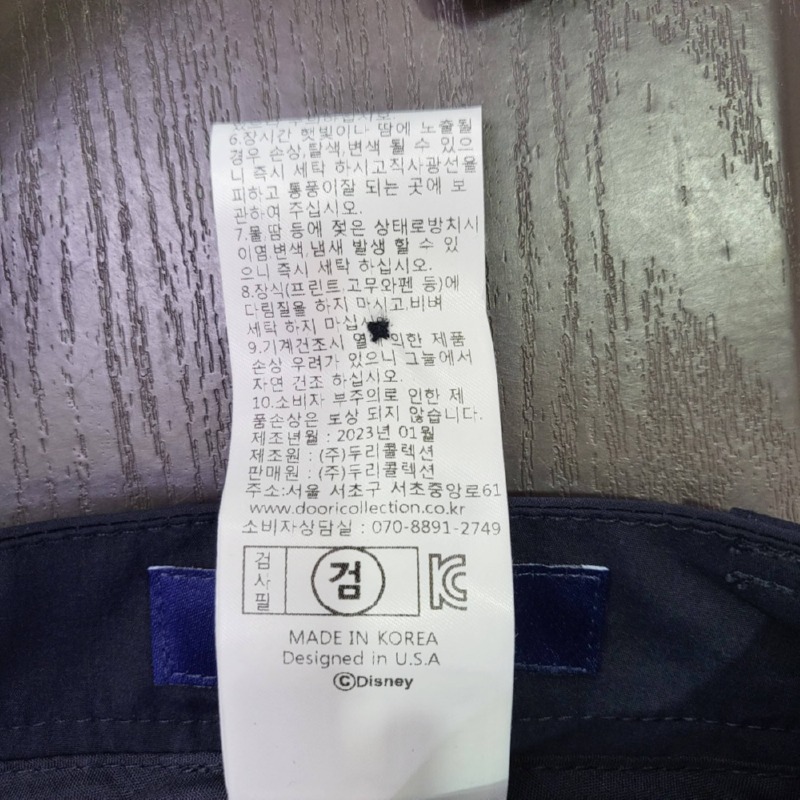 6.장시간 햇빛이나 땀에 노출될
경우 손상,탈색,변색 될 수 있으
니 즉시 세탁 하시고직사광선을
피하고 통풍이잘 되는 곳에 보
관하여 주십시오.
7.물 땀 등에 젖은 상태로방치시
이염,변색,냄새 발생 할 수 있
으니 즉시 세탁 하십시오.
8.장식(프린트,고무와펜 등)에
다림질을 하지 마시고,비벼
세탁 하지 마십
9.기계건조시 열 의한 제품
손상 우려가 있으니 그늘에서
자연 건조 하십시오.
10.소비자 부주의로 인한 제
품손상은 보상 되지 않습니다.
제조년월 : 2023년 01월
제조원 : (주)두리콜렉션
판매원 : (주)두리콜렉션
주소:서울 서초구 서초중앙로61
www.dooricollection.co.kr
소비자상담실 : 070-8891-2749
검사필
검
KC
MADE IN KOREA
Designed in U.S.A
©Disney